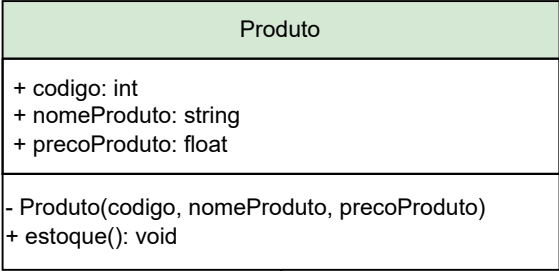 Produto
+ codigo: int
+ nomeProduto: string
+ precoProduto: float
- Produto(codigo, nomeProduto, precoProduto)
+ estoque(): void